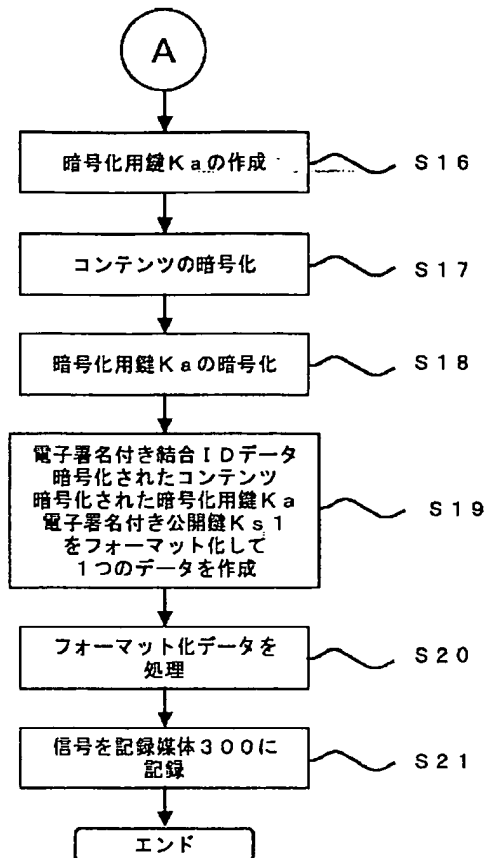 A
暗号化用鍵Kaの作成
S16
コンテンツの暗号化
S17
暗号化用鍵Kaの暗号化
S18
電子署名付き結合IDデータ
暗号化されたコンテンツ
暗号化された暗号化用鍵Ka
電子署名付き公開鍵Ks1
をフォーマット化して
1つのデータを作成
S19
フォーマット化データを
処理
S20
信号を記録媒体300に
記録
S21
エンド